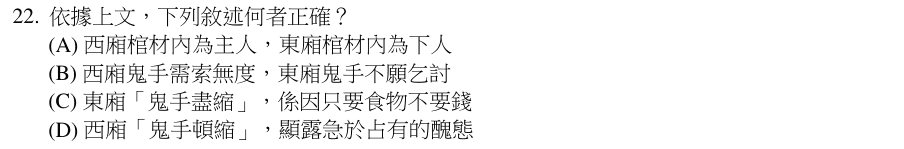 22. 依據上文，下列敘述何者正確？
(A) 西廂棺材內為主人，東廂棺材內為下人
(B) 西廂鬼手需索無度，東廂鬼手不願乞討
(C) 東廂「鬼手盡縮」，係因只要食物不要錢
(D) 西廂「鬼手頓縮」，顯露急於占有的醜態